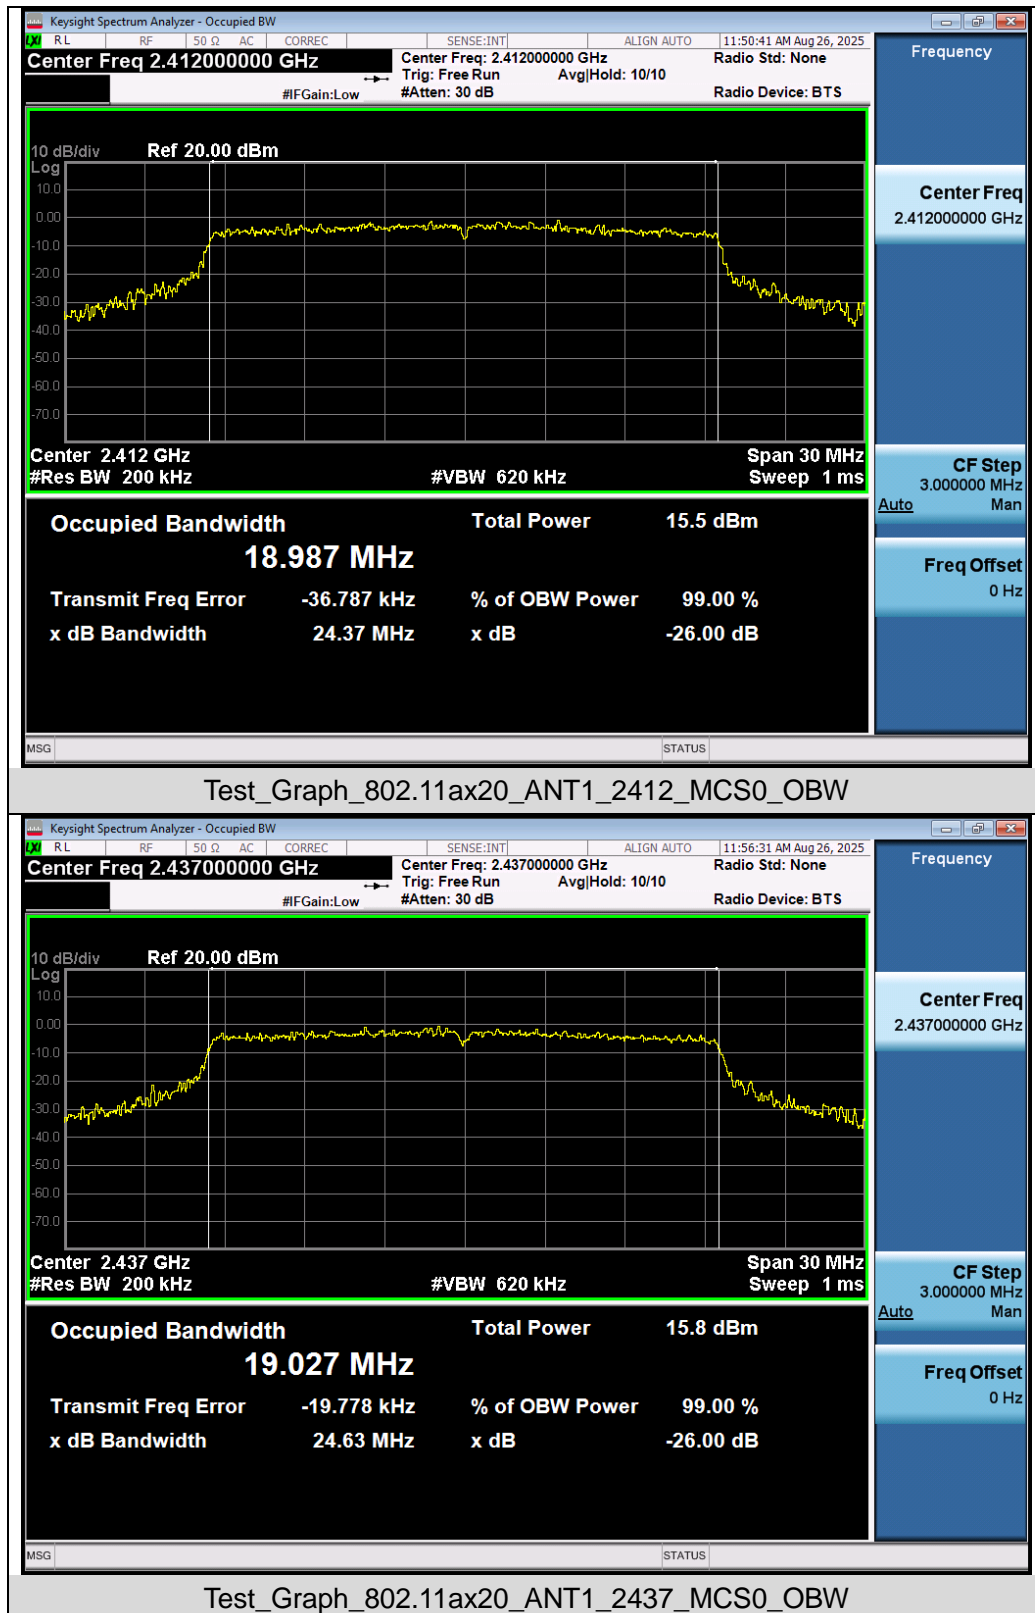 Keysight Spectrum Analyzer - Occupied BW
LXI RL RF 50 Ω AC CORREC SENSE:INT ALIGN AUTO 11:50:41 AM Aug 26, 2025
Center Freq 2.412000000 GHz Center Freq: 2.412000000 GHz Radio Std: None
Trig: Free Run Avg|Hold: 10/10
#IFGain:Low #Atten: 30 dB Radio Device: BTS
Frequency
10 dB/div Ref 20.00 dBm
Log
10.0
0.00
-10.0
-20.0
-30.0
-40.0
-50.0
-60.0
-70.0
Center 2.412 GHz Span 30 MHz
#Res BW 200 kHz #VBW 620 kHz Sweep 1 ms
Center Freq
2.412000000 GHz
CF Step
3.000000 MHz
Auto Man
Freq Offset
0 Hz
Occupied Bandwidth Total Power 15.5 dBm
18.987 MHz
Transmit Freq Error -36.787 kHz % of OBW Power 99.00 %
x dB Bandwidth 24.37 MHz x dB -26.00 dB
MSG STATUS
Test_Graph_802.11ax20_ANT1_2412_MCS0_OBW
Keysight Spectrum Analyzer - Occupied BW
LXI RL RF 50 Ω AC CORREC SENSE:INT ALIGN AUTO 11:56:31 AM Aug 26, 2025
Center Freq 2.437000000 GHz Center Freq: 2.437000000 GHz Radio Std: None
Trig: Free Run Avg|Hold: 10/10
#IFGain:Low #Atten: 30 dB Radio Device: BTS
Frequency
10 dB/div Ref 20.00 dBm
Log
10.0
0.00
-10.0
-20.0
-30.0
-40.0
-50.0
-60.0
-70.0
Center 2.437 GHz Span 30 MHz
#Res BW 200 kHz #VBW 620 kHz Sweep 1 ms
Center Freq
2.437000000 GHz
CF Step
3.000000 MHz
Auto Man
Freq Offset
0 Hz
Occupied Bandwidth Total Power 15.8 dBm
19.027 MHz
Transmit Freq Error -19.778 kHz % of OBW Power 99.00 %
x dB Bandwidth 24.63 MHz x dB -26.00 dB
MSG STATUS
Test_Graph_802.11ax20_ANT1_2437_MCS0_OBW